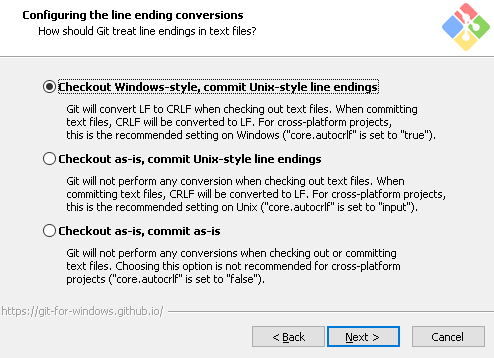 Configuring the line ending conversions
How should Git treat line endings in text files?
Checkout Windows-style, commit Unix-style line endings
Git will convert LF to CRLF when checking out text files. When committing
text files, CRLF will be converted to LF. For cross-platform projects,
this is the recommended setting on Windows ("core.autocrlf" is set to "true").
Checkout as-is, commit Unix-style line endings
Git will not perform any conversion when checking out text files. When
committing text files, CRLF will be converted to LF. For cross-platform projects,
this is the recommended setting on Unix ("core.autocrlf" is set to "input").
Checkout as-is, commit as-is
Git will not perform any conversions when checking out or committing
text files. Choosing this option is not recommended for cross-platform
projects ("core.autocrlf" is set to "false").
https://git-for-windows.github.io/
< Back
Next >
Cancel